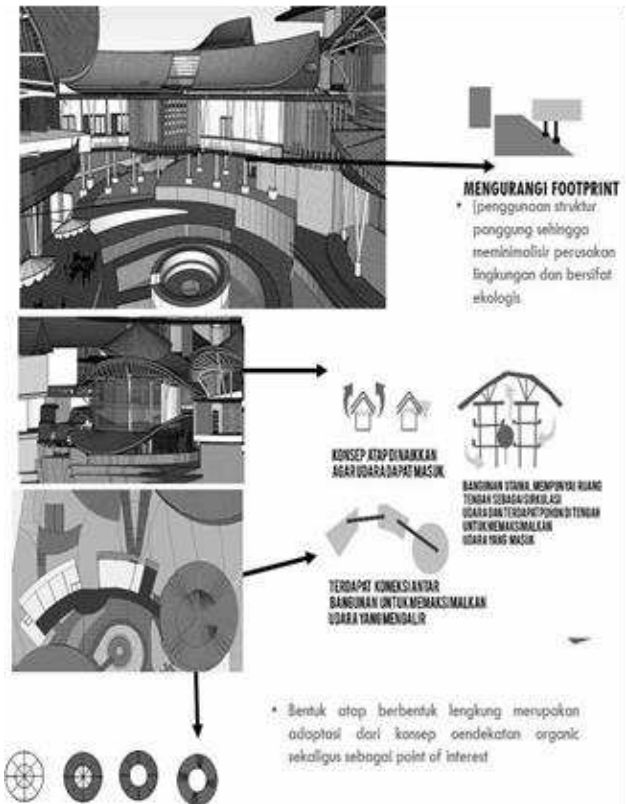 MENGURANGI FOOTPRINT
• (penggunaan struktur
panggung sehingga
meminimalisir perusakan
lingkungan dan bersifat
ekologis
KONSEP ATAP DINAIKKAN
AGAR UDARA DAPAT MASUK
BANGUNAN UTAMA, MEMPUNYAI RUANG
TENGAH SEBAGAI SIRKULASI
UDARA DAN TERDAPAT POHON DI TENGAH
UNTUK MEMAKSIMALKAN
UDARA YANG MASUK
TERDAPAT KONEKSI ANTAR
BANGUNAN UNTUK MEMAKSIMALKAN
UDARA YANG MENGALIR
• Bentuk atap berbentuk lengkung merupakan
adaptasi dari konsep oendekatan organic
sekaligus sebagai point of interest